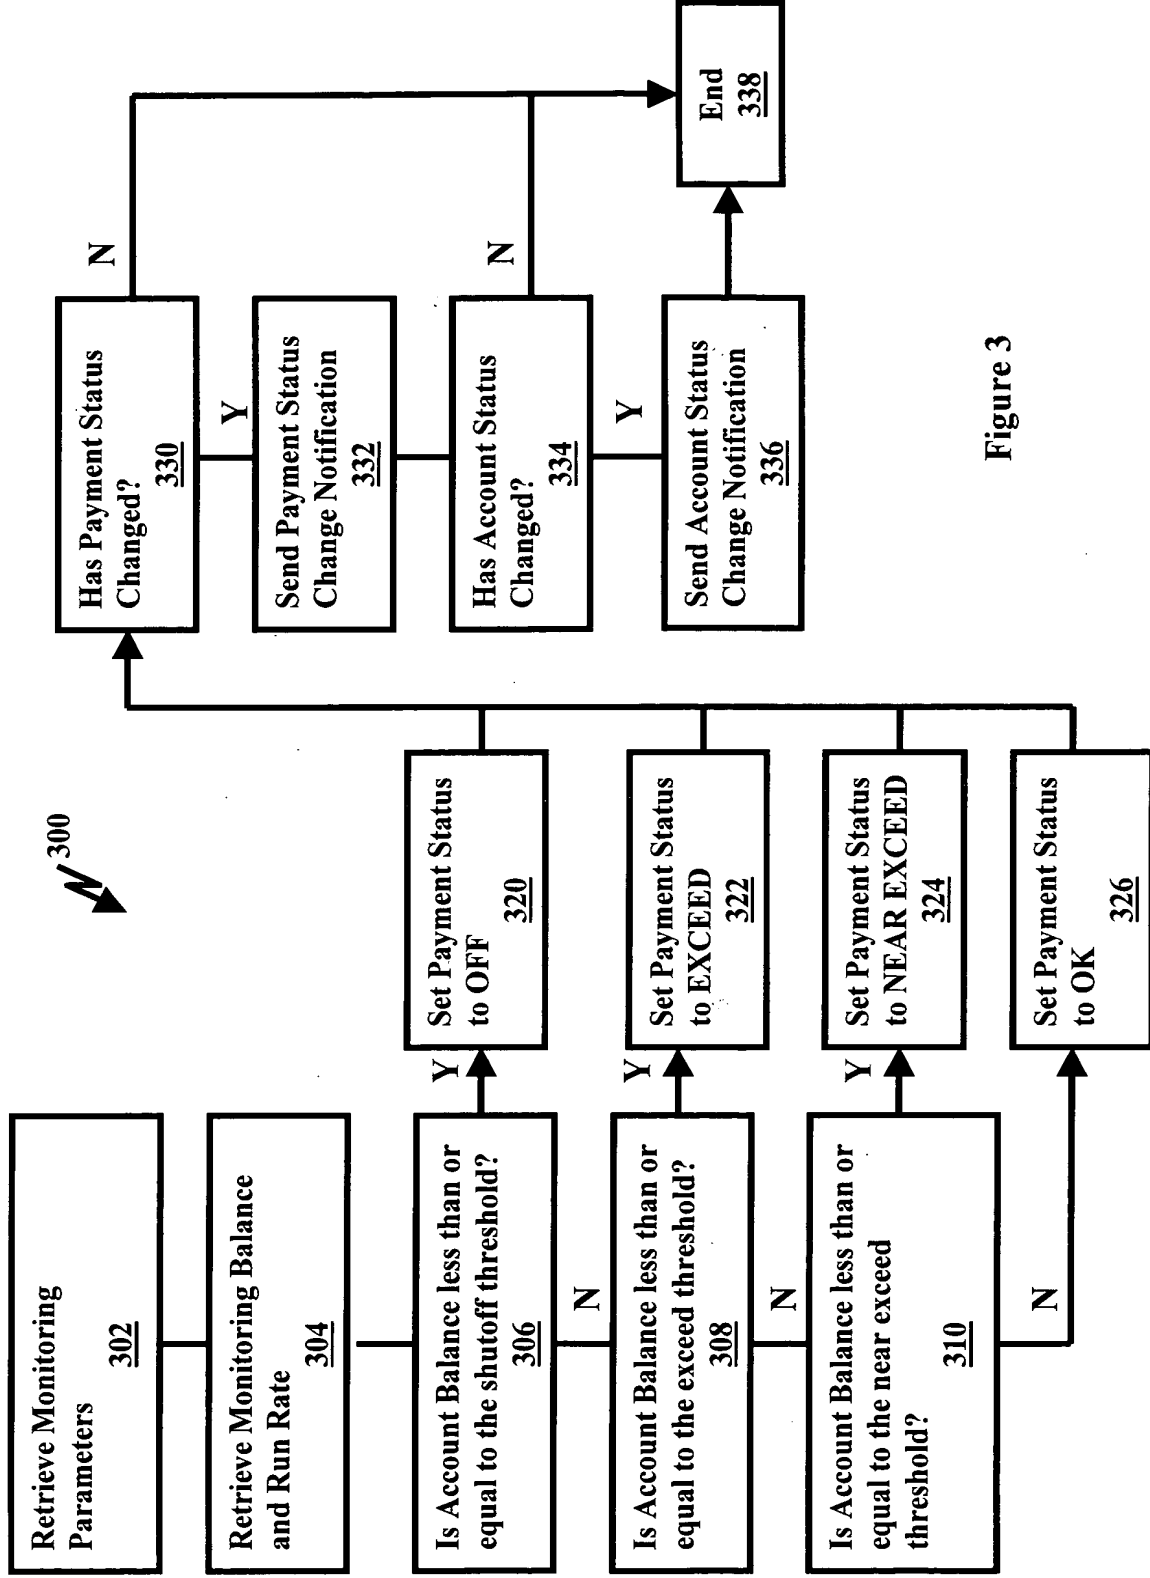 300
Retrieve Monitoring
Parameters
302
Retrieve Monitoring Balance
and Run Rate
304
Is Account Balance less than or
equal to the shutoff threshold?
306
Y
N
Is Account Balance less than or
equal to the exceed threshold?
308
Y
N
Is Account Balance less than or
equal to the near exceed
threshold?
310
Y
N
Set Payment Status
to OFF
320
Set Payment Status
to EXCEED
322
Set Payment Status
to NEAR EXCEED
324
Set Payment Status
to OK
326
Has Payment Status
Changed?
330
N
Y
Send Payment Status
Change Notification
332
Has Account Status
Changed?
334
N
Y
Send Account Status
Change Notification
336
End
338
Figure 3